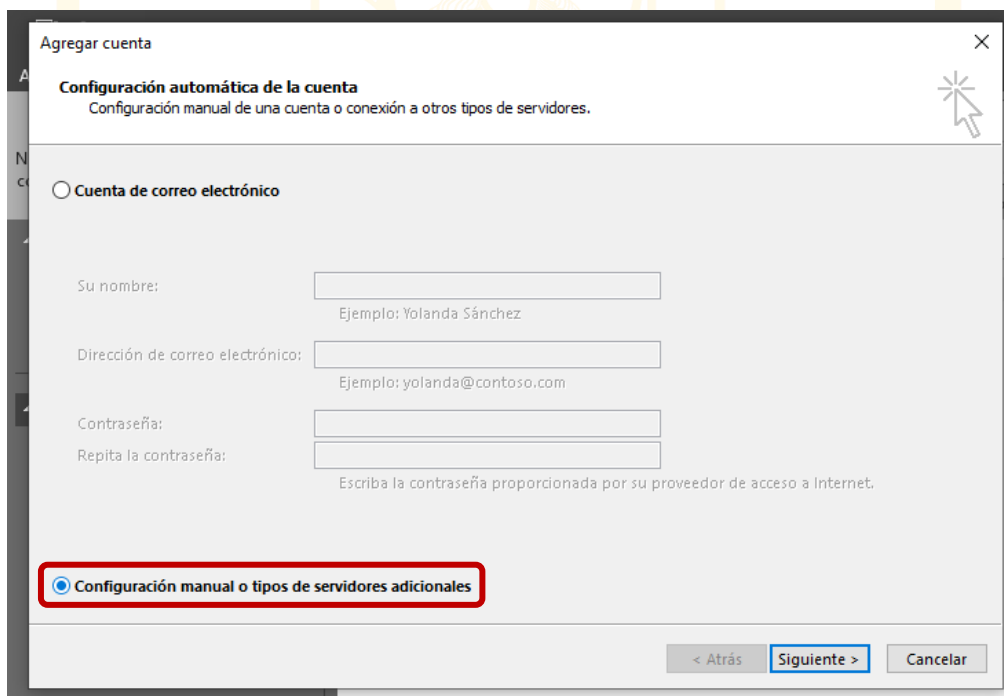 Agregar cuenta
Configuración automática de la cuenta
Configuración manual de una cuenta o conexión a otros tipos de servidores.
Cuenta de correo electrónico
Su nombre:
Ejemplo: Yolanda Sánchez
Dirección de correo electrónico:
Ejemplo: yolanda@contoso.com
Contraseña:
Repita la contraseña:
Escriba la contraseña proporcionada por su proveedor de acceso a Internet.
Configuración manual o tipos de servidores adicionales
< Atrás Siguiente > Cancelar